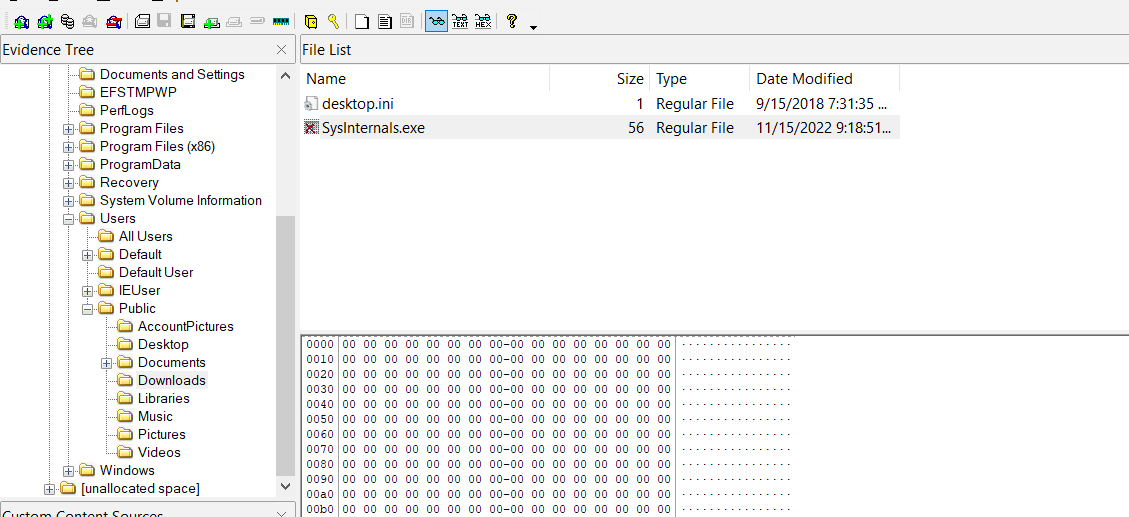 TEXT HEX DIR
Evidence Tree
Documents and Settings
EFSTMPWP
PerfLogs
Program Files
Program Files (x86)
ProgramData
Recovery
System Volume Information
Users
All Users
Default
Default User
IEUser
Public
AccountPictures
Desktop
Documents
Downloads
Libraries
Music
Pictures
Videos
Windows
[unallocated space]
File List
Name Size Type Date Modified
desktop.ini 1 Regular File 9/15/2018 7:31:35 ...
SysInternals.exe 56 Regular File 11/15/2022 9:18:51...
0000 00 00 00 00 00 00 00 00-00 00 00 00 00 00 00 00 ················
0010 00 00 00 00 00 00 00 00-00 00 00 00 00 00 00 00 ················
0020 00 00 00 00 00 00 00 00-00 00 00 00 00 00 00 00 ················
0030 00 00 00 00 00 00 00 00-00 00 00 00 00 00 00 00 ················
0040 00 00 00 00 00 00 00 00-00 00 00 00 00 00 00 00 ················
0050 00 00 00 00 00 00 00 00-00 00 00 00 00 00 00 00 ················
0060 00 00 00 00 00 00 00 00-00 00 00 00 00 00 00 00 ················
0070 00 00 00 00 00 00 00 00-00 00 00 00 00 00 00 00 ················
0080 00 00 00 00 00 00 00 00-00 00 00 00 00 00 00 00 ················
0090 00 00 00 00 00 00 00 00-00 00 00 00 00 00 00 00 ················
00a0 00 00 00 00 00 00 00 00-00 00 00 00 00 00 00 00 ················
00b0 00 00 00 00 00 00 00 00-00 00 00 00 00 00 00 00 ················
Custom Content Sources